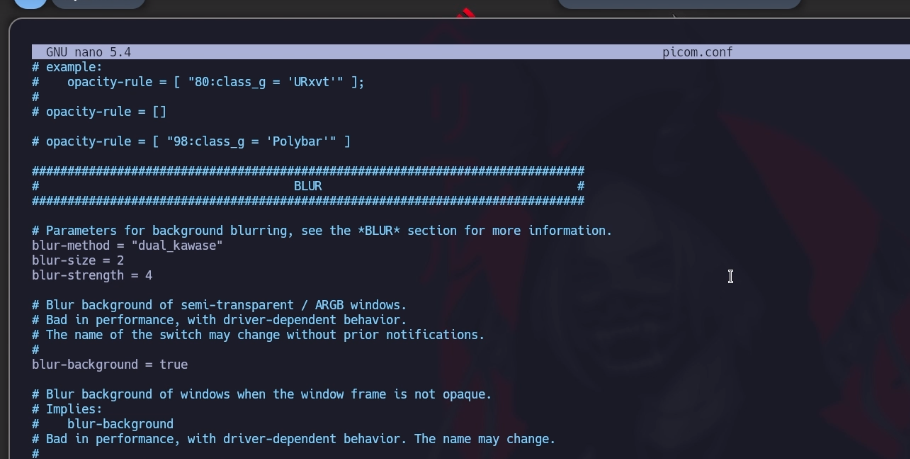 GNU nano 5.4 picom.conf
# example:
#    opacity-rule = [ "80:class_g = 'URxvt'" ];
#
# opacity-rule = []
# opacity-rule = [ "98:class_g = 'Polybar'" ]
##############################################################################
#                                    BLUR                                    #
##############################################################################
# Parameters for background blurring, see the *BLUR* section for more information.
blur-method = "dual_kawase"
blur-size = 2
blur-strength = 4
# Blur background of semi-transparent / ARGB windows.
# Bad in performance, with driver-dependent behavior.
# The name of the switch may change without prior notifications.
#
blur-background = true
# Blur background of windows when the window frame is not opaque.
# Implies:
#    blur-background
# Bad in performance, with driver-dependent behavior. The name may change.
#